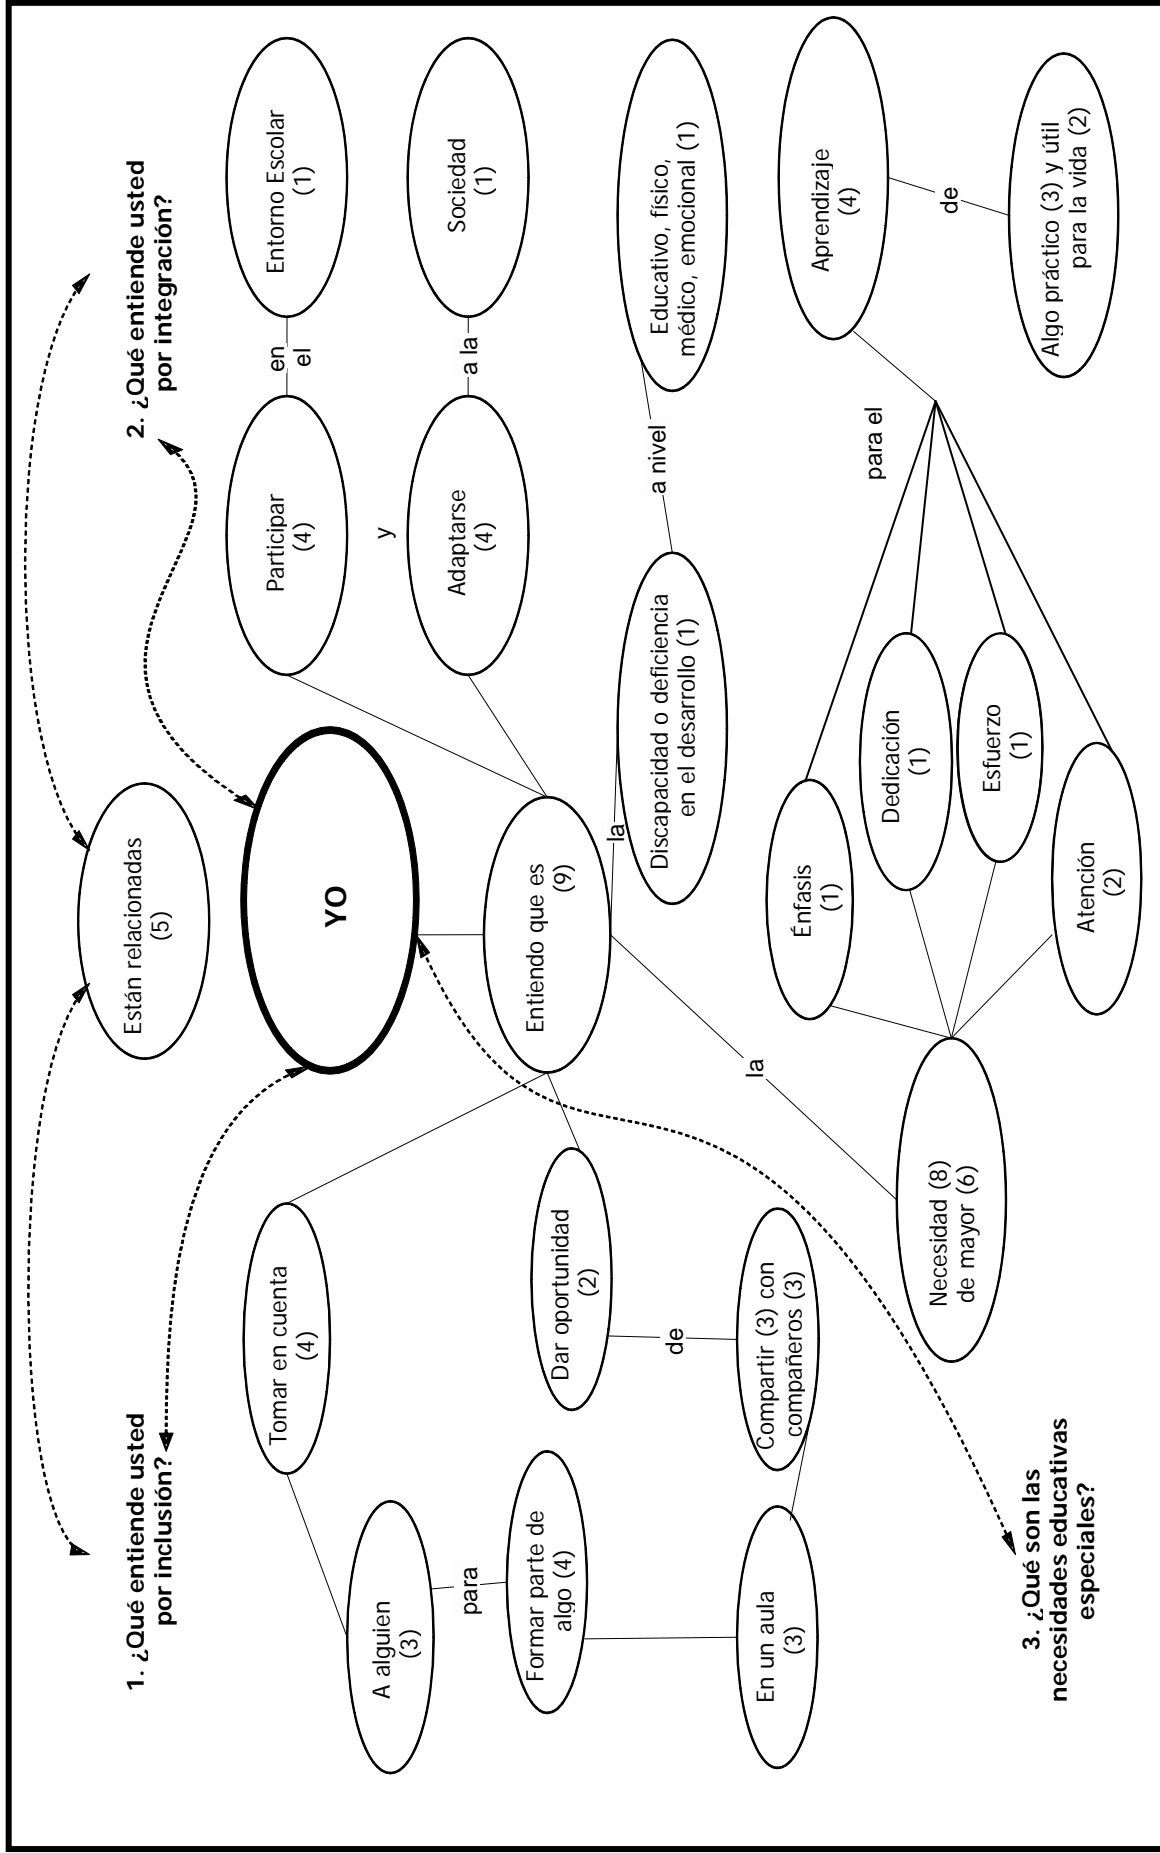 1. ¿Qué entiende usted
por inclusión?
Están relacionadas
(5)
2. ¿Qué entiende usted
por integración?
YO
Tomar en cuenta
(4)
A alguien
(3)
para
Formar parte de
algo (4)
En un aula
(3)
Dar oportunidad
(2)
de
Compartir (3) con
compañeros (3)
Entiendo que es
(9)
Participar
(4)
en
el
Entorno Escolar
(1)
y
Adaptarse
(4)
a la
Sociedad
(1)
la
Discapacidad o deficiencia
en el desarrollo (1)
a nivel
Educativo, físico,
médico, emocional (1)
3. ¿Qué son las
necesidades educativas
especiales?
la
Necesidad (8)
de mayor (6)
Énfasis
(1)
Dedicación
(1)
Esfuerzo
(1)
Atención
(2)
para el
Aprendizaje
(4)
de
Algo práctico (3) y útil
para la vida (2)